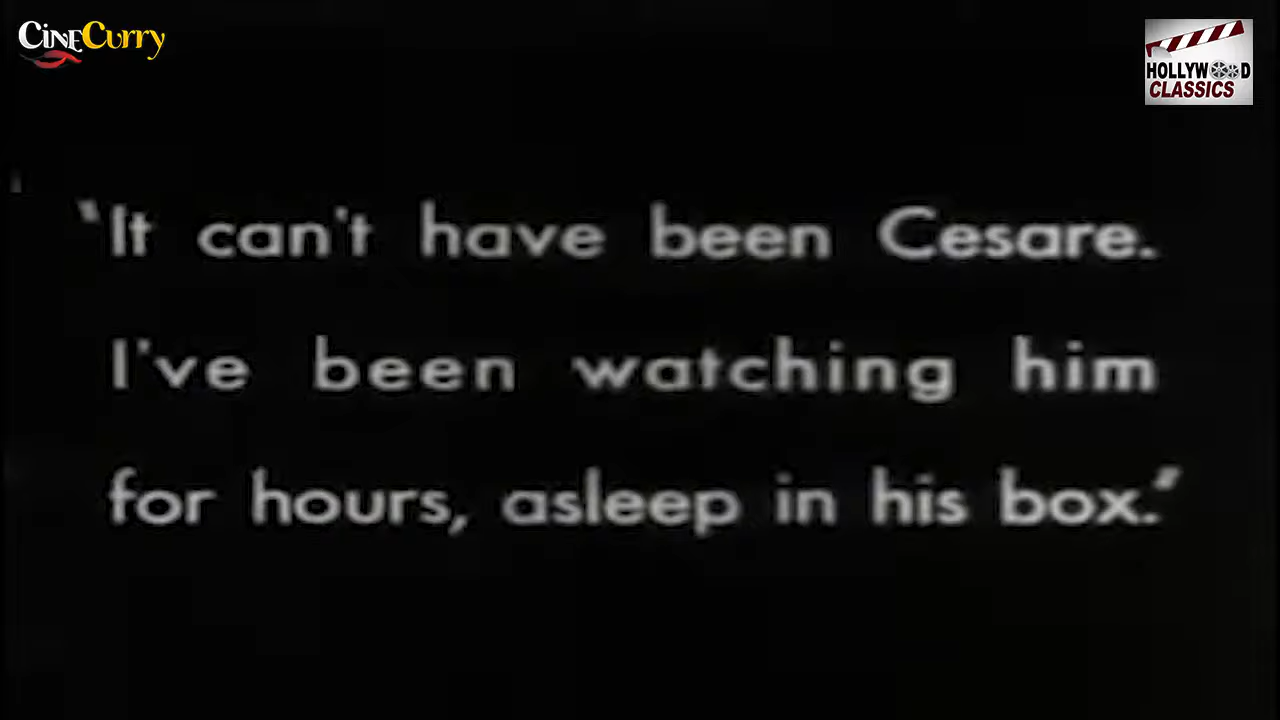 CineCurry
HOLLYWOOD
CLASSICS
"It can't have been Cesare.
I've been watching him
for hours, asleep in his box."